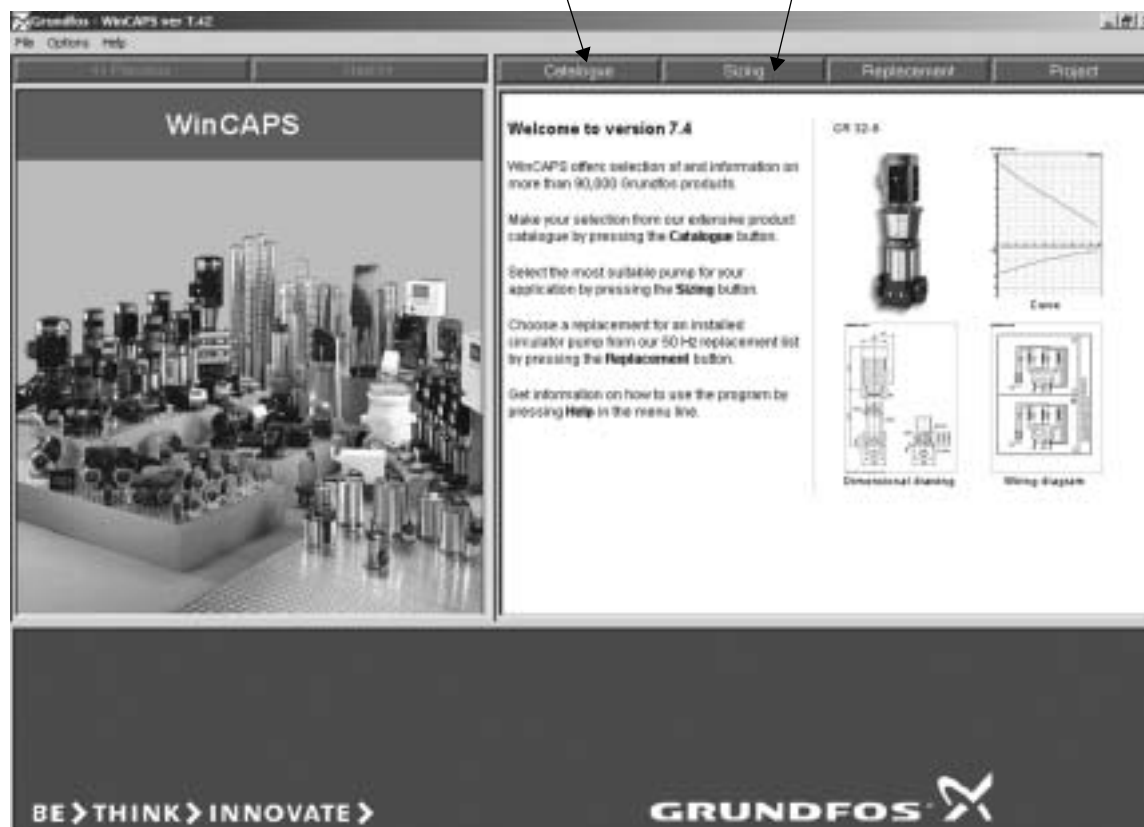 Grundfos - WinCAPS ver 7.42
File Options Help
Catalogue Sizing Replacement Project
WinCAPS
Welcome to version 7.4
WinCAPS offers selection of and information on
more than 90,000 Grundfos products.
Make your selection from our extensive product
catalogue by pressing the Catalogue button.
Select the most suitable pump for your
application by pressing the Sizing button.
Choose a replacement for an installed
circulator pump from our 50 Hz replacement list
by pressing the Replacement button.
Get information on how to use the program by
pressing Help in the menu line.
CR 32-6
Curve
Dimensional drawing
Wiring diagram
BE>THINK>INNOVATE>
GRUNDFOS